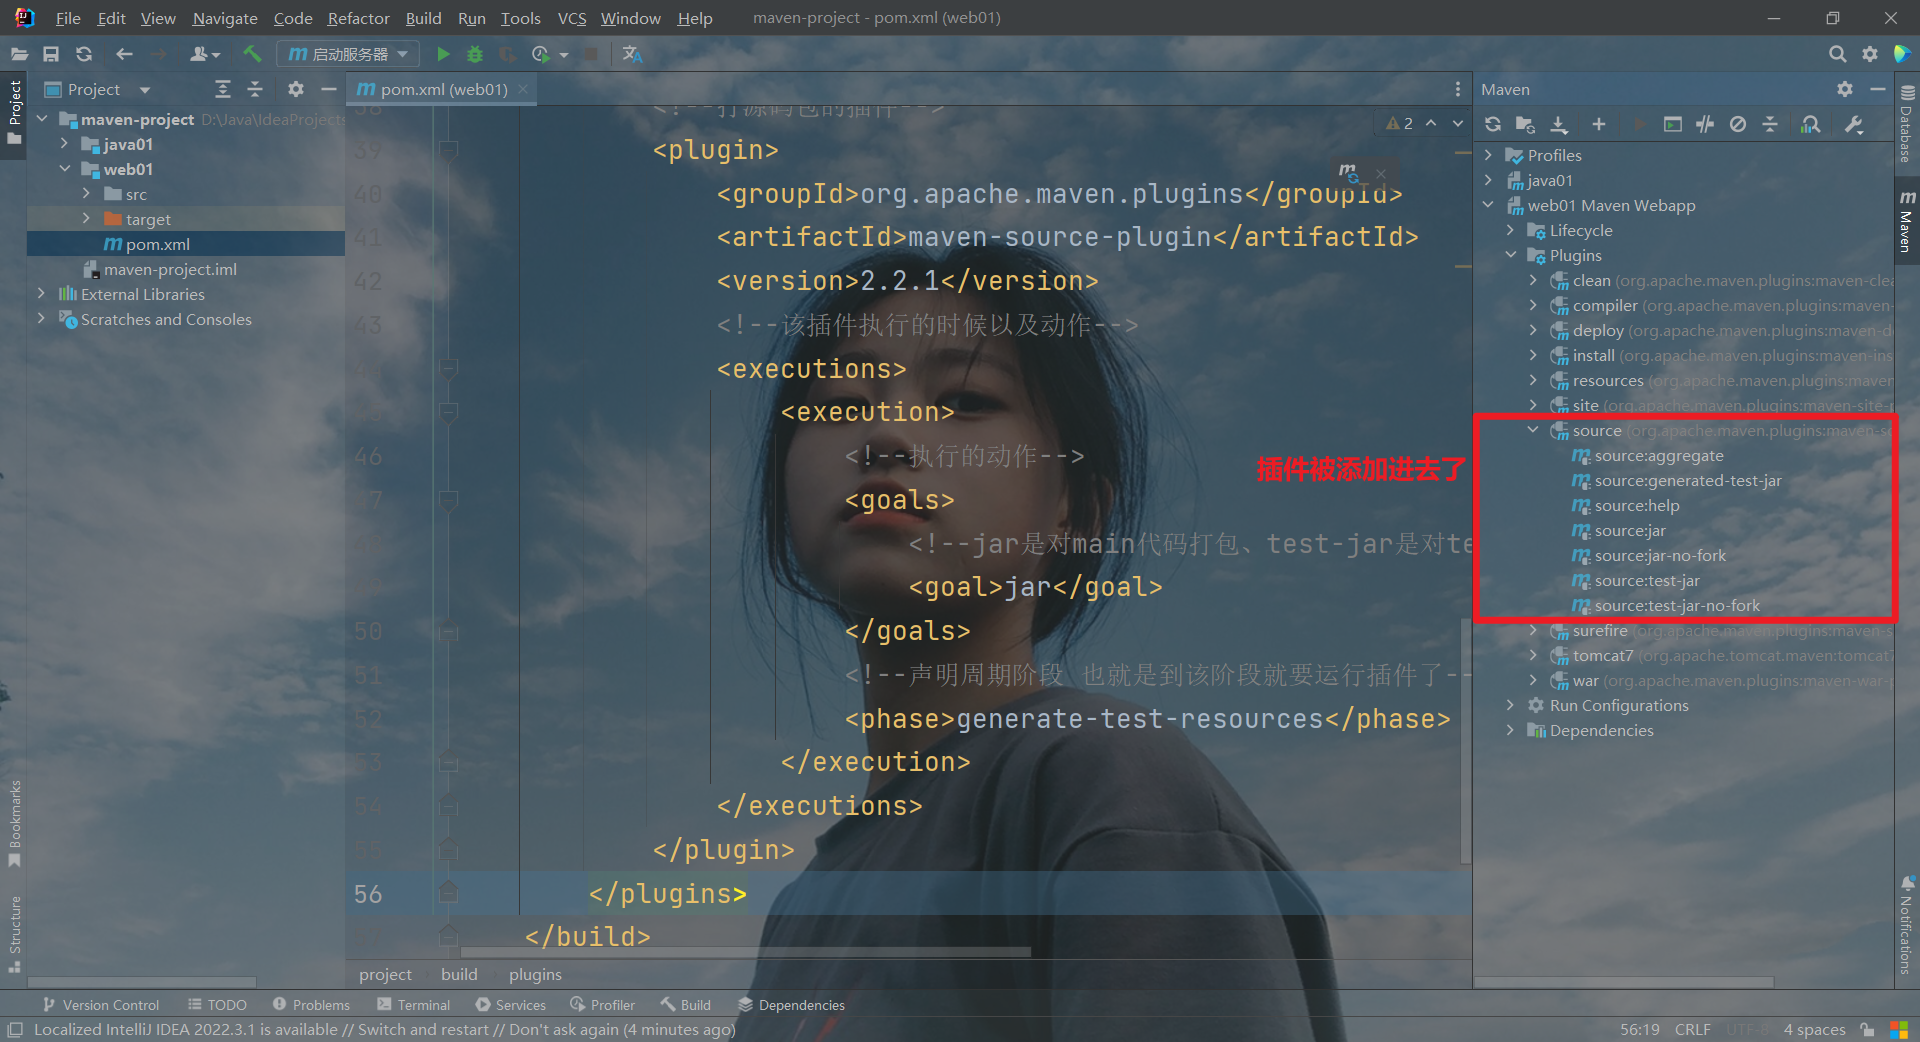 File Edit View Navigate Code Refactor Build Run Tools VCS Window Help maven-project - pom.xml (web01)
启动服务器
Project
Project
maven-project D:\Java\IdeaProjects
java01
web01
src
target
pom.xml
maven-project.iml
External Libraries
Scratches and Consoles
Bookmarks
Structure
pom.xml (web01)
2
38 <!--打源码包的插件-->
39 <plugin>
40 <groupId>org.apache.maven.plugins</groupId>
41 <artifactId>maven-source-plugin</artifactId>
42 <version>2.2.1</version>
43 <!--该插件执行的时候以及动作-->
<executions>
<execution>
46 <!--执行的动作-->
<goals>
<!--jar是对main代码打包、test-jar是对te
<goal>jar</goal>
50 </goals>
51 <!--声明周期阶段 也就是到该阶段就要运行插件了--
52 <phase>generate-test-resources</phase>
53 </execution>
54 </executions>
55 </plugin>
56 </plugins>
</build>
插件被添加进去了
project build plugins
Maven
Profiles
java01
web01 Maven Webapp
Lifecycle
Plugins
clean (org.apache.maven.plugins:maven-clea
compiler (org.apache.maven.plugins:maven-
deploy (org.apache.maven.plugins:maven-de
install (org.apache.maven.plugins:maven-ins
resources (org.apache.maven.plugins:maven
site (org.apache.maven.plugins:maven-site-p
source (org.apache.maven.plugins:maven-so
source:aggregate
source:generated-test-jar
source:help
source:jar
source:jar-no-fork
source:test-jar
source:test-jar-no-fork
surefire (org.apache.maven.plugins:maven-s
tomcat7 (org.apache.tomcat.maven:tomcat7
war (org.apache.maven.plugins:maven-war-p
Run Configurations
Dependencies
Database
Maven
Notifications
Version Control TODO Problems Terminal Services Profiler Build Dependencies
Localized IntelliJ IDEA 2022.3.1 is available // Switch and restart // Don't ask again (4 minutes ago)
56:19 CRLF UTF-8 4 spaces